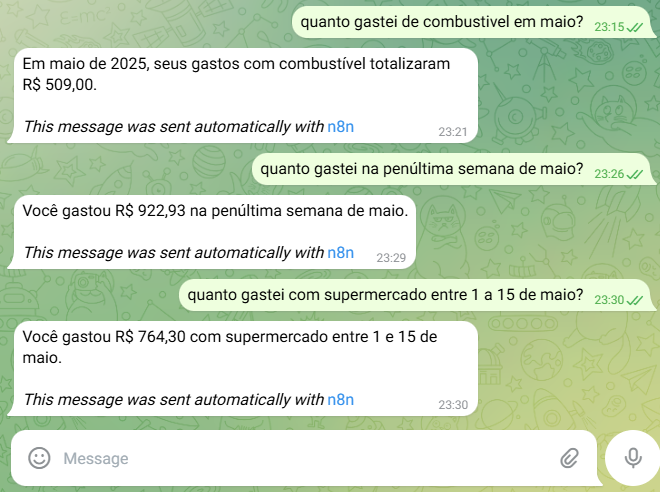 quanto gastei de combustivel em maio? 23:15
Em maio de 2025, seus gastos com combustível totalizaram
R$ 509,00.
This message was sent automatically with n8n
23:21
quanto gastei na penúltima semana de maio? 23:26
Você gastou R$ 922,93 na penúltima semana de maio.
This message was sent automatically with n8n 23:29
quanto gastei com supermercado entre 1 a 15 de maio? 23:30
Você gastou R$ 764,30 com supermercado entre 1 e 15 de
maio.
This message was sent automatically with n8n
23:30
Message